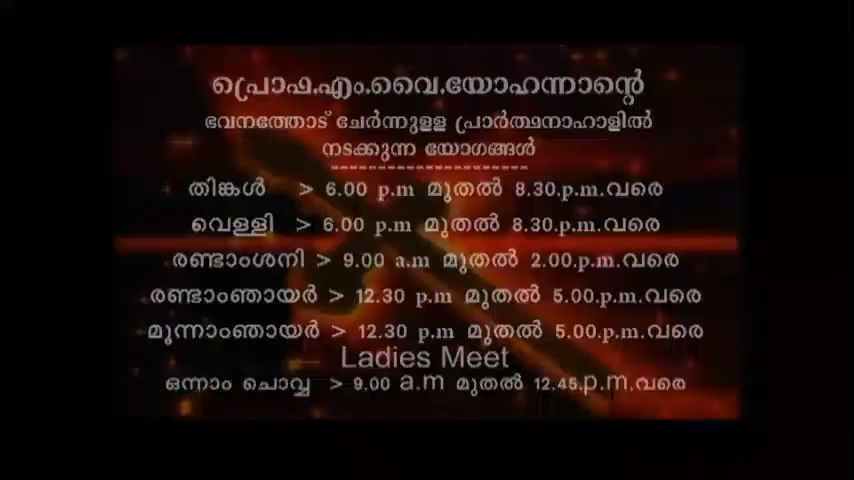 പ്രൊഫ.എം.വൈ.യോഹന്നാന്റെ
ഭവനത്തോട് ചേർന്നുളള പ്രാർത്ഥനാഹാളിൽ
നടക്കുന്ന യോഗങ്ങൾ
തിങ്കൾ > 6.00 p.m മുതൽ 8.30.p.m.വരെ
വെള്ളി > 6.00 p.m മുതൽ 8.30.p.m.വരെ
രണ്ടാംശനി > 9.00 a.m മുതൽ 2.00.p.m.വരെ
രണ്ടാംഞായർ > 12.30 p.m മുതൽ 5.00.p.m.വരെ
മൂന്നാംഞായർ > 12.30 p.m മുതൽ 5.00.p.m.വരെ
Ladies Meet
ഒന്നാം ചൊവ്വ > 9.00 a.m മുതൽ 12.45.p.m.വരെ